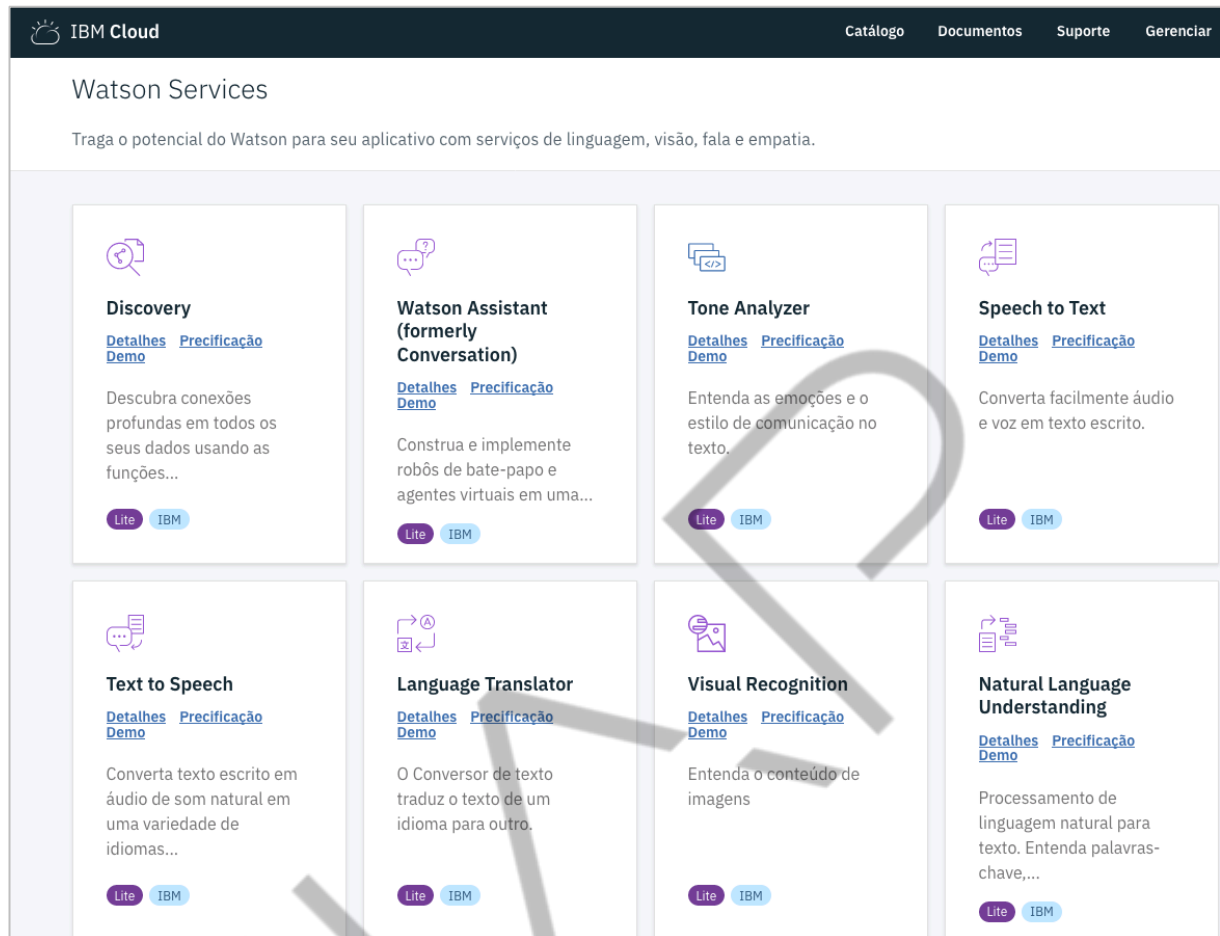 IBM Cloud
Catálogo Documentos Suporte Gerenciar
Watson Services
Traga o potencial do Watson para seu aplicativo com serviços de linguagem, visão, fala e empatia.
Discovery
Detalhes Precificação
Demo
Descubra conexões
profundas em todos os
seus dados usando as
funções...
Lite IBM
Watson Assistant
(formerly
Conversation)
Detalhes Precificação
Demo
Construa e implemente
robôs de bate-papo e
agentes virtuais em uma...
Lite IBM
Tone Analyzer
Detalhes Precificação
Demo
Entenda as emoções e o
estilo de comunicação no
texto.
Lite IBM
Speech to Text
Detalhes Precificação
Demo
Converta facilmente áudio
e voz em texto escrito.
Lite IBM
Text to Speech
Detalhes Precificação
Demo
Converta texto escrito em
áudio de som natural em
uma variedade de
idiomas...
Lite IBM
Language Translator
Detalhes Precificação
Demo
O Conversor de texto
traduz o texto de um
idioma para outro.
Lite IBM
Visual Recognition
Detalhes Precificação
Demo
Entenda o conteúdo de
imagens
Lite IBM
Natural Language
Understanding
Detalhes Precificação
Demo
Processamento de
linguagem natural para
texto. Entenda palavras-
chave,...
Lite IBM